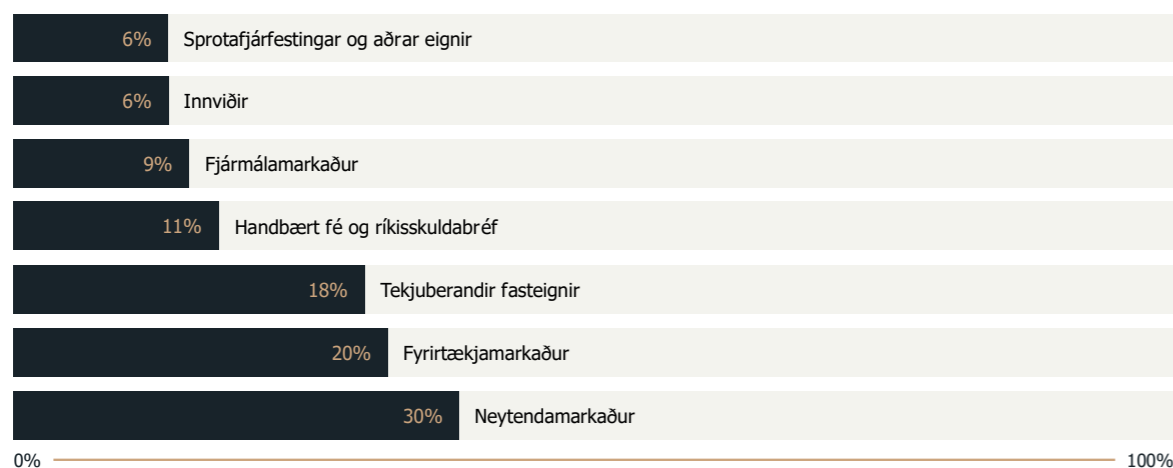 6% Sprotafjárfestingar og aðrar eignir
6% Innviðir
9% Fjármálamarkaður
11% Handbært fé og ríkisskuldabréf
18% Tekjuberandir fasteignir
20% Fyrirtækjamarkaður
30% Neytendamarkaður
0% 100%